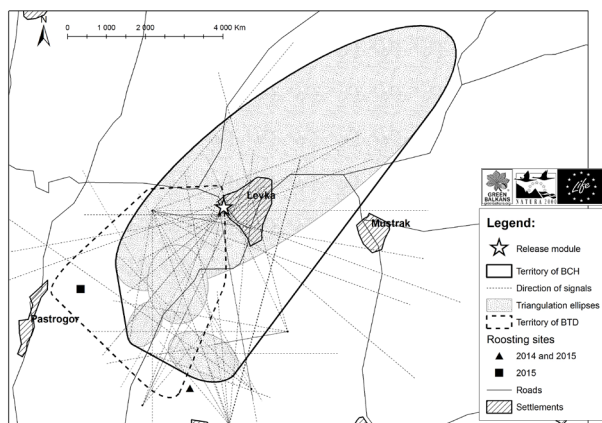 N
0 1 000 2 000 4 000 Km
Levka
Mustrak
Pastrogor
GREEN
BALKANS
NATURA 2000
Life
Legend:
Release module
Territory of BCH
Direction of signals
Triangulation ellipses
Territory of BTD
Roosting sites
2014 and 2015
2015
Roads
Settlements